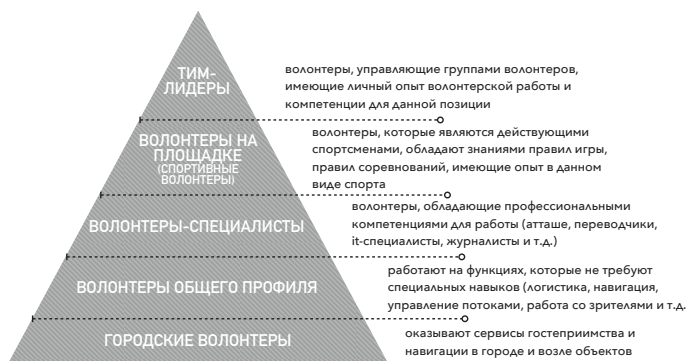 ТИМ-
ЛИДЕРЫ
волонтеры, управляющие группами волонтеров,
имеющие личный опыт волонтерской работы и
компетенции для данной позиции
ВОЛОНТЕРЫ НА
ПЛОЩАДКЕ
(СПОРТИВНЫЕ
ВОЛОНТЕРЫ)
волонтеры, которые являются действующими
спортсменами, обладают знаниями правил игры,
правил соревнований, имеющие опыт в данном
виде спорта
ВОЛОНТЕРЫ-СПЕЦИАЛИСТЫ
волонтеры, обладающие профессиональными
компетенциями для работы (атташе, переводчики,
it-специалисты, журналисты и т.д.)
ВОЛОНТЕРЫ ОБЩЕГО ПРОФИЛЯ
работают на функциях, которые не требуют
специальных навыков (логистика, навигация,
управление потоками, работа со зрителями и т.д.
ГОРОДСКИЕ ВОЛОНТЕРЫ
оказывают сервисы гостеприимства и
навигации в городе и возле объектов